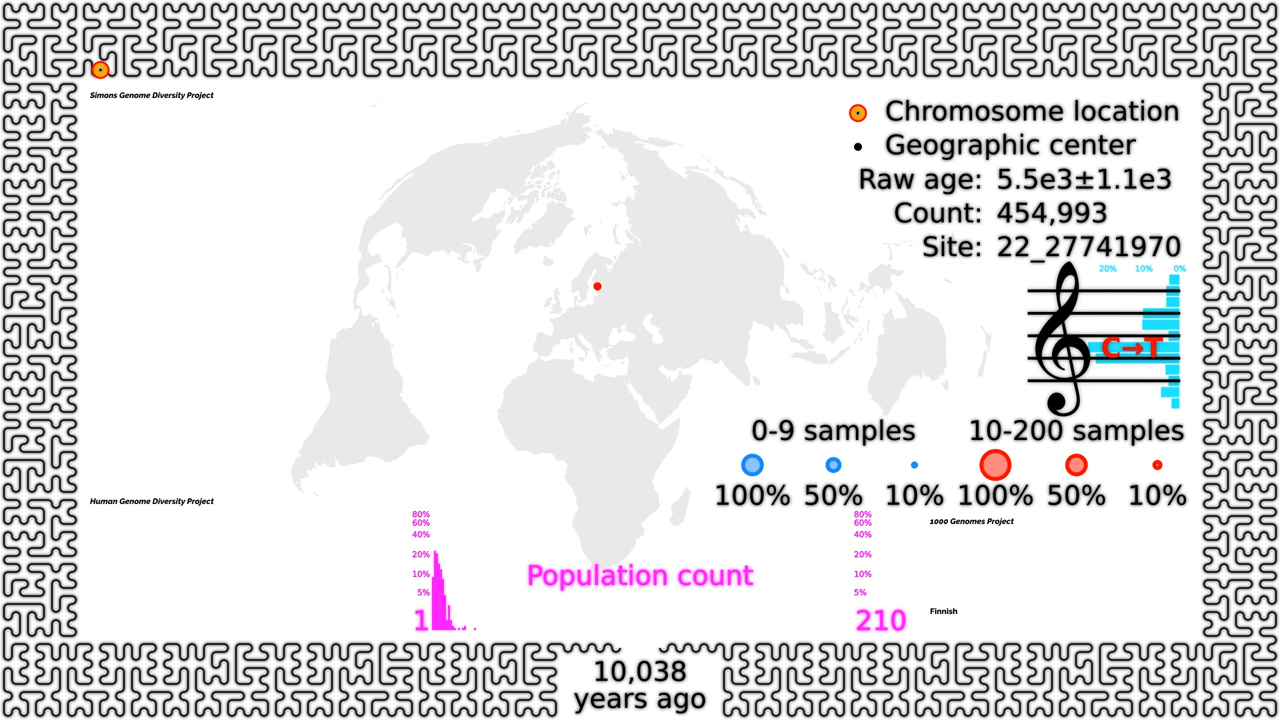 Simons Genome Diversity Project
Chromosome location
Geographic center
Raw age: 5.5e3±1.1e3
Count: 454,993
Site: 22_27741970
20% 10% 0%
C→T
0-9 samples 10-200 samples
100% 50% 10% 100% 50% 10%
Human Genome Diversity Project
80%
60%
40%
20%
10%
5%
1
Population count
80%
60%
40%
20%
10%
5%
210
1000 Genomes Project
Finnish
10,038
years ago